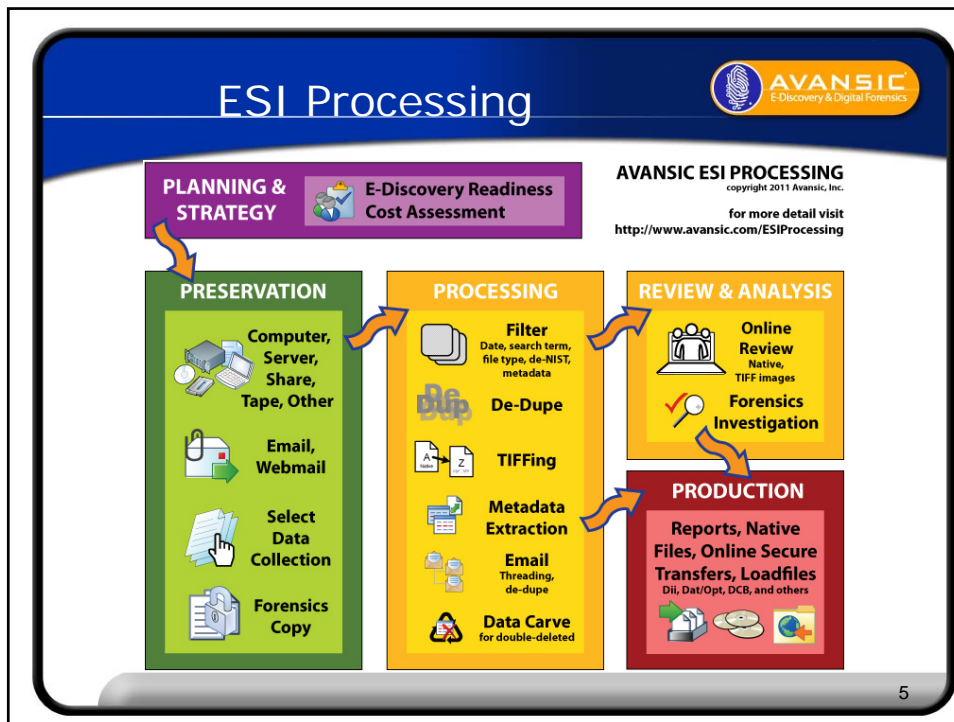 ESI Processing
AVANSIC
E-Discovery & Digital Forensics
PLANNING &
STRATEGY
E-Discovery Readiness
Cost Assessment
AVANSIC ESI PROCESSING
copyright 2011 Avansic, Inc.
for more detail visit
http://www.avansic.com/ESIProcessing
PRESERVATION
Computer,
Server,
Share,
Tape, Other
Email,
Webmail
Select
Data
Collection
Forensics
Copy
PROCESSING
Filter
Date, search term,
file type, de-NIST,
metadata
De
Dup
De-Dupe
A
Native
Z
TIFFing
Metadata
Extraction
Email
Threading,
de-dupe
Data Carve
for double-deleted
REVIEW & ANALYSIS
Online
Review
Native,
TIFF images
Forensics
Investigation
PRODUCTION
Reports, Native
Files, Online Secure
Transfers, Loadfiles
Dii, Dat/Opt, DCB, and others
5